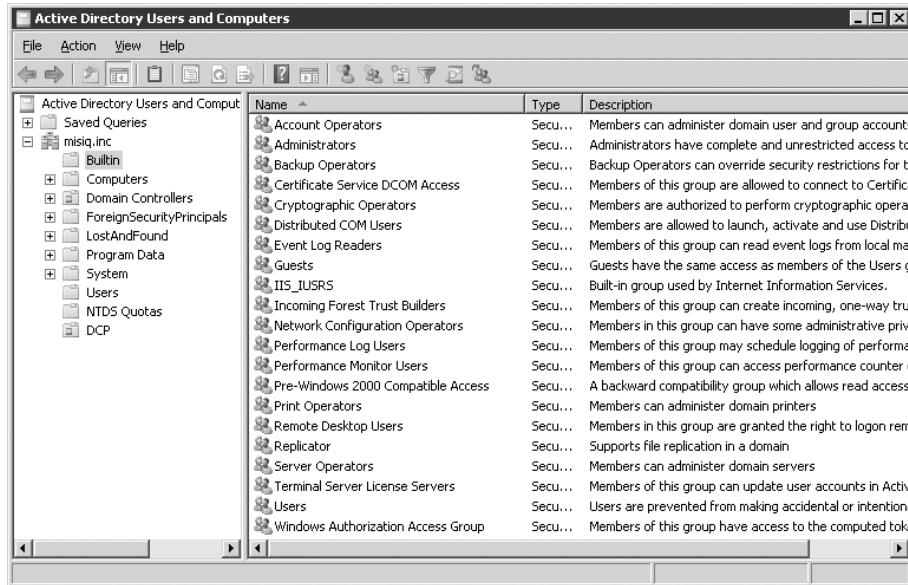 Active Directory Users and Computers
File Action View Help
Active Directory Users and Comput
Saved Queries
misiq.inc
Builtin
Computers
Domain Controllers
ForeignSecurityPrincipals
LostAndFound
Program Data
System
Users
NTDS Quotas
DCP
Name Type Description
Account Operators Secu... Members can administer domain user and group account
Administrators Secu... Administrators have complete and unrestricted access to
Backup Operators Secu... Backup Operators can override security restrictions for t
Certificate Service DCOM Access Secu... Members of this group are allowed to connect to Certific
Cryptographic Operators Secu... Members are authorized to perform cryptographic opera
Distributed COM Users Secu... Members are allowed to launch, activate and use Distribu
Event Log Readers Secu... Members of this group can read event logs from local ma
Guests Secu... Guests have the same access as members of the Users g
IIS_IUSRS Secu... Built-in group used by Internet Information Services.
Incoming Forest Trust Builders Secu... Members of this group can create incoming, one-way tru
Network Configuration Operators Secu... Members in this group can have some administrative priv
Performance Log Users Secu... Members of this group may schedule logging of performa
Performance Monitor Users Secu... Members of this group can access performance counter
Pre-Windows 2000 Compatible Access Secu... A backward compatibility group which allows read access
Print Operators Secu... Members can administer domain printers
Remote Desktop Users Secu... Members in this group are granted the right to logon rem
Replicator Secu... Supports file replication in a domain
Server Operators Secu... Members can administer domain servers
Terminal Server License Servers Secu... Members of this group can update user accounts in Activ
Users Secu... Users are prevented from making accidental or intention
Windows Authorization Access Group Secu... Members of this group have access to the computed tok